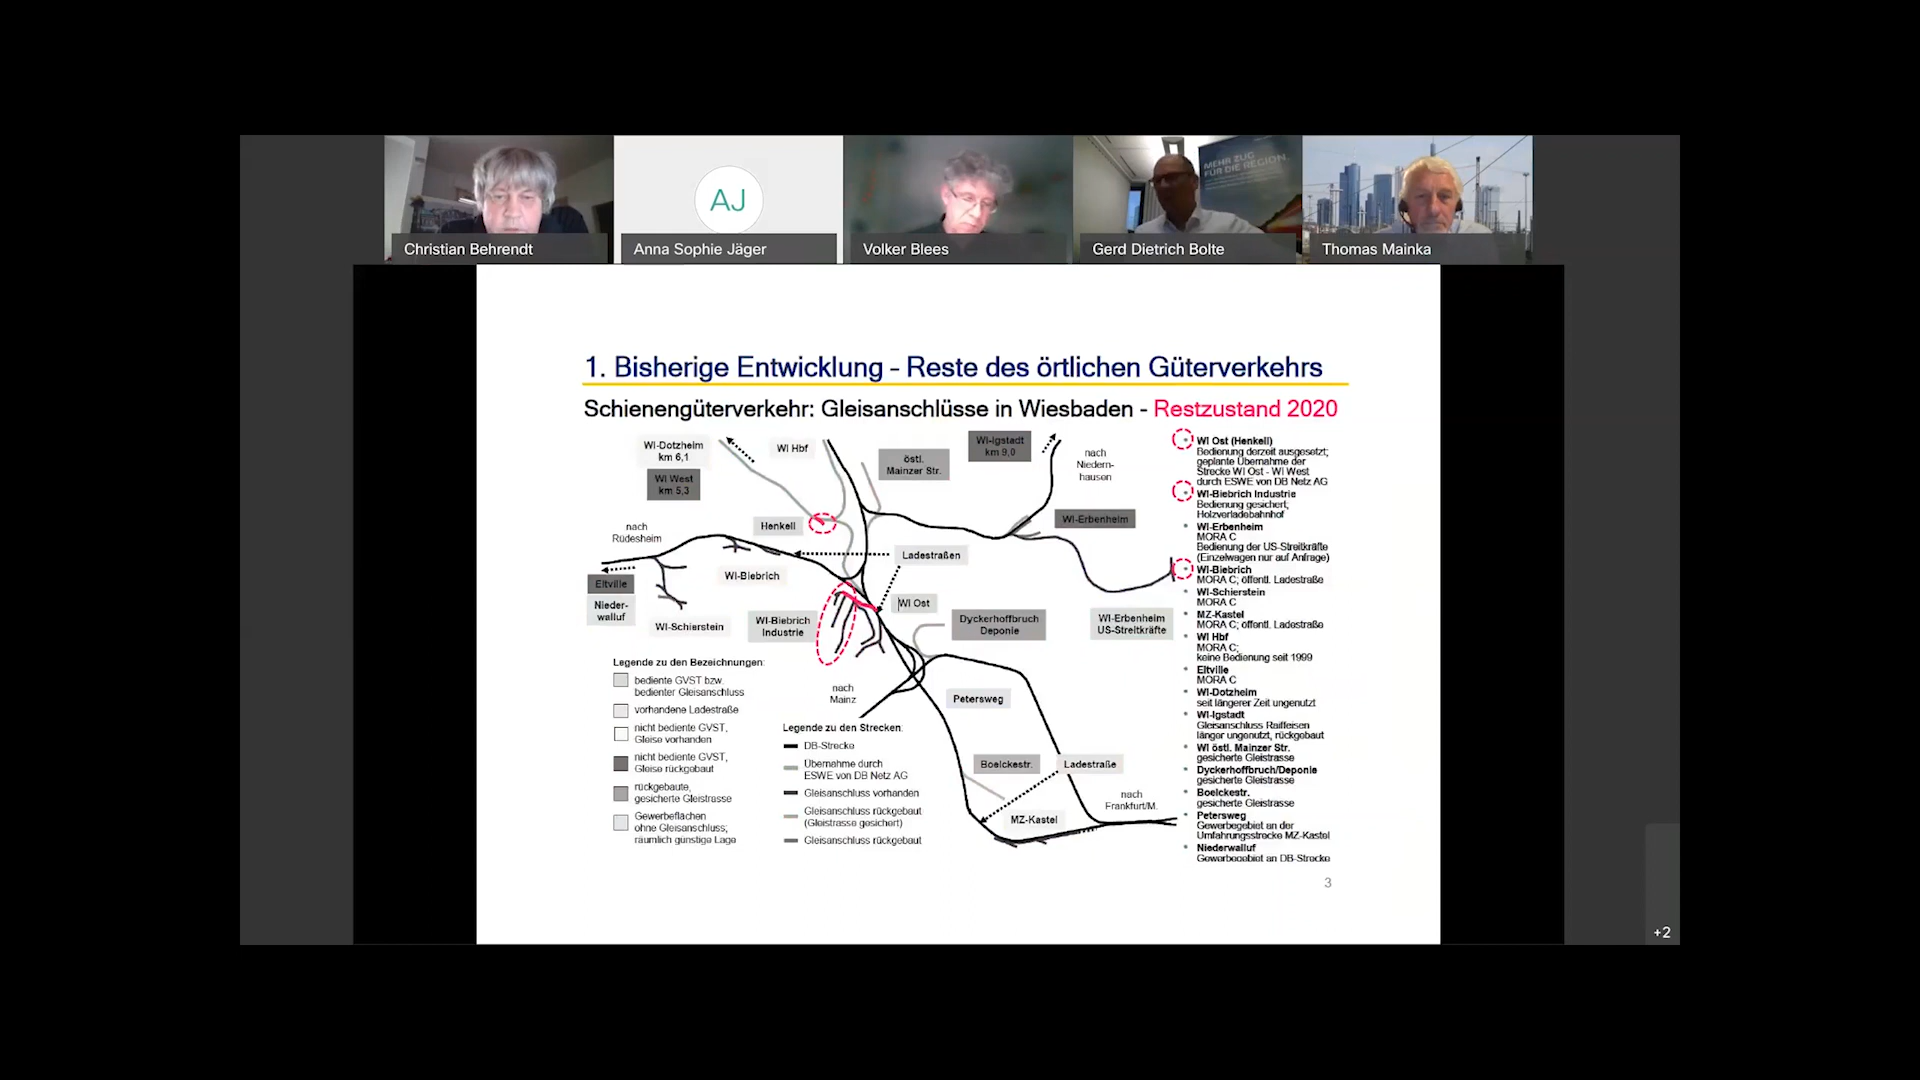 MEHR ZUG
FÜR DIE REGION.
AJ
Christian Behrendt
Anna Sophie Jäger
Volker Blees
Gerd Dietrich Bolte
Thomas Mainka
1. Bisherige Entwicklung - Reste des örtlichen Güterverkehrs
Schienengüterverkehr: Gleisanschlüsse in Wiesbaden - Restzustand 2020
WI-Dotzheim
km 6,1
WI Hbf
WI West
km 5,3
östl.
Mainzer Str.
WI-Igstadt
km 9,0
nach
Niedern-
hausen
nach
Rüdesheim
Henkell
WI-Erbenheim
Ladestraßen
WI-Biebrich
Eltville
Nieder-
walluf
WI-Schierstein
WI-Biebrich
Industrie
WI Ost
Dyckerhoffbruch
Deponie
WI-Erbenheim
US-Streitkräfte
nach
Mainz
Petersweg
Boelckestr.
Ladestraße
MZ-Kastel
nach
Frankfurt/M.
Legende zu den Bezeichnungen:
bediente GVST bzw.
bedienter Gleisanschluss
vorhandene Ladestraße
nicht bediente GVST,
Gleise vorhanden
nicht bediente GVST,
Gleise rückgebaut
rückgebaute,
gesicherte Gleistrasse
Gewerbeflächen
ohne Gleisanschluss;
räumlich günstige Lage
Legende zu den Strecken:
DB-Strecke
Übernahme durch
ESWE von DB Netz AG
Gleisanschluss vorhanden
Gleisanschluss rückgebaut
(Gleistrasse gesichert)
Gleisanschluss rückgebaut
• WI Ost (Henkell)
Bedienung derzeit ausgesetzt;
geplante Übernahme der
Strecke WI Ost - WI West
durch ESWE von DB Netz AG
• WI-Biebrich Industrie
Bedienung gesichert;
Holzverladebahnhof
• WI-Erbenheim
MORA C
Bedienung der US-Streitkräfte
(Einzelwagen nur auf Anfrage)
• WI-Biebrich
MORA C; öffentl. Ladestraße
• WI-Schierstein
MORA C
• MZ-Kastel
MORA C; öffentl. Ladestraße
• WI Hbf
MORA C;
keine Bedienung seit 1999
• Eltville
MORA C
• WI-Dotzheim
seit längerer Zeit ungenutzt
• WI-Igstadt
Gleisanschluss Raiffeisen
länger ungenutzt, rückgebaut
• WI östl. Mainzer Str.
gesicherte Gleistrasse
• Dyckerhoffbruch/Deponie
gesicherte Gleistrasse
• Boelckestr.
gesicherte Gleistrasse
• Petersweg
Gewerbegebiet an der
Umfahrungsstrecke MZ-Kastel
• Niederwalluf
Gewerbegebiet an DB-Strecke
3
+2